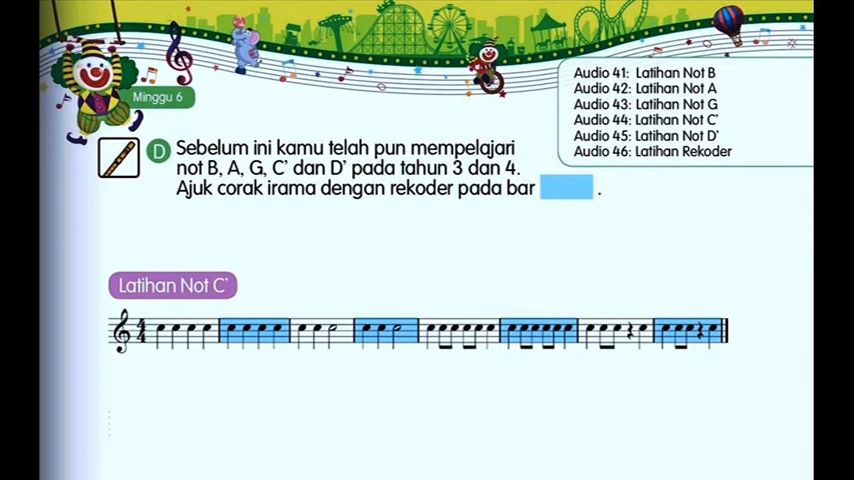 Minggu 6
Audio 41: Latihan Not B
Audio 42: Latihan Not A
Audio 43: Latihan Not G
Audio 44: Latihan Not C'
Audio 45: Latihan Not D'
Audio 46: Latihan Rekoder
D Sebelum ini kamu telah pun mempelajari
not B, A, G, C' dan D' pada tahun 3 dan 4.
Ajuk corak irama dengan rekoder pada bar .
Latihan Not C'
4
4